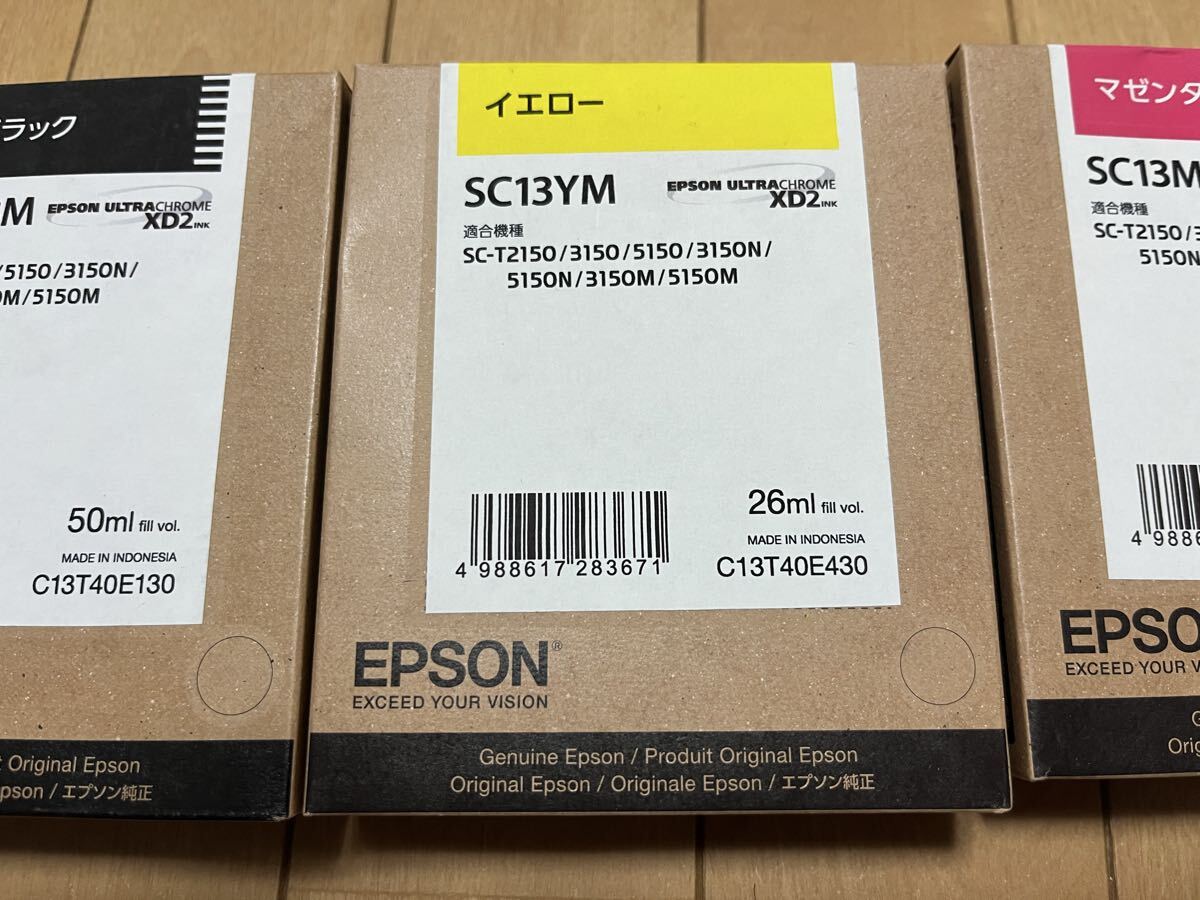 ラック
M EPSON ULTRACHROME
XD2 INK
/5150/3150N/
M/5150M
50ml fill vol.
MADE IN INDONESIA
C13T40E130
Original Epson
Epson / エプソン純正
イエロー
SC13YM EPSON ULTRACHROME
XD2 INK
適合機種
SC-T2150/3150/5150/3150N/
5150N/3150M/5150M
26ml fill vol.
MADE IN INDONESIA
4 988617 283671 C13T40E430
EPSON®
EXCEED YOUR VISION
Genuine Epson / Produit Original Epson
Original Epson / Originale Epson / エプソン純正
マゼンタ
SC13M
適合機種
SC-T2150/3
5150N
4 9886
EPSO
EXCEED YOUR V